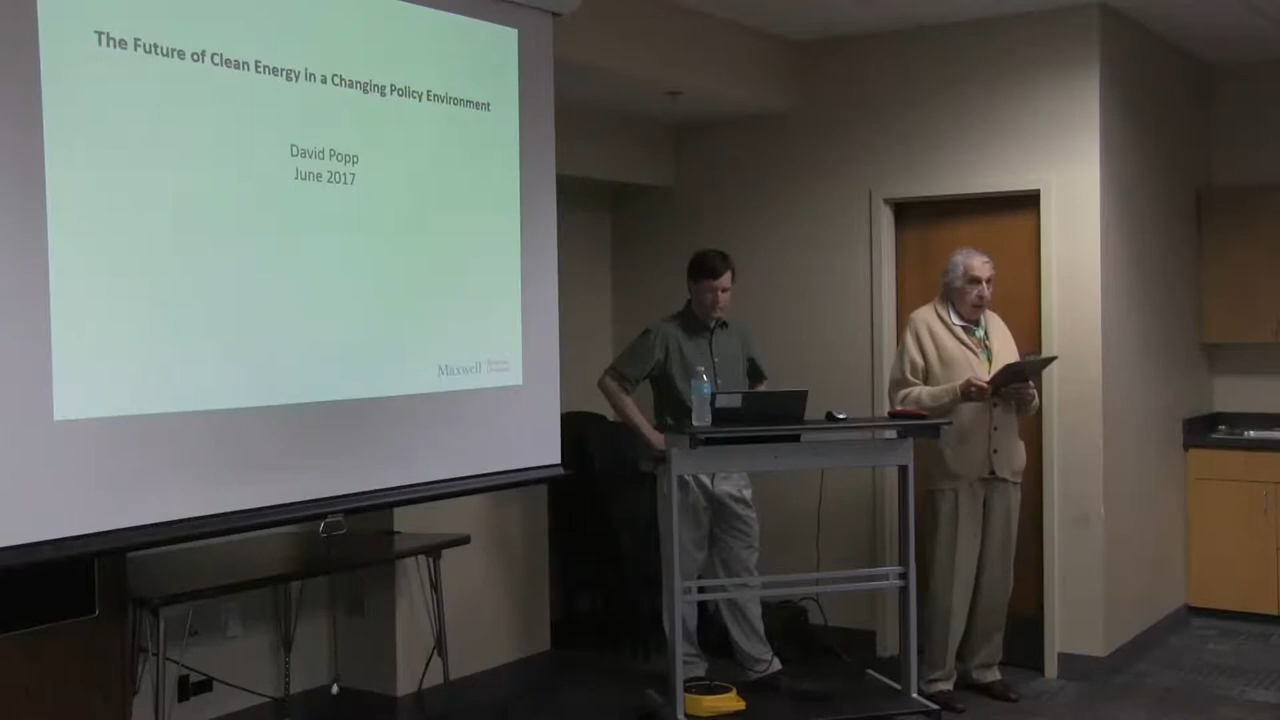 The Future of Clean Energy in a Changing Policy Environment
David Popp
June 2017
Maxwell